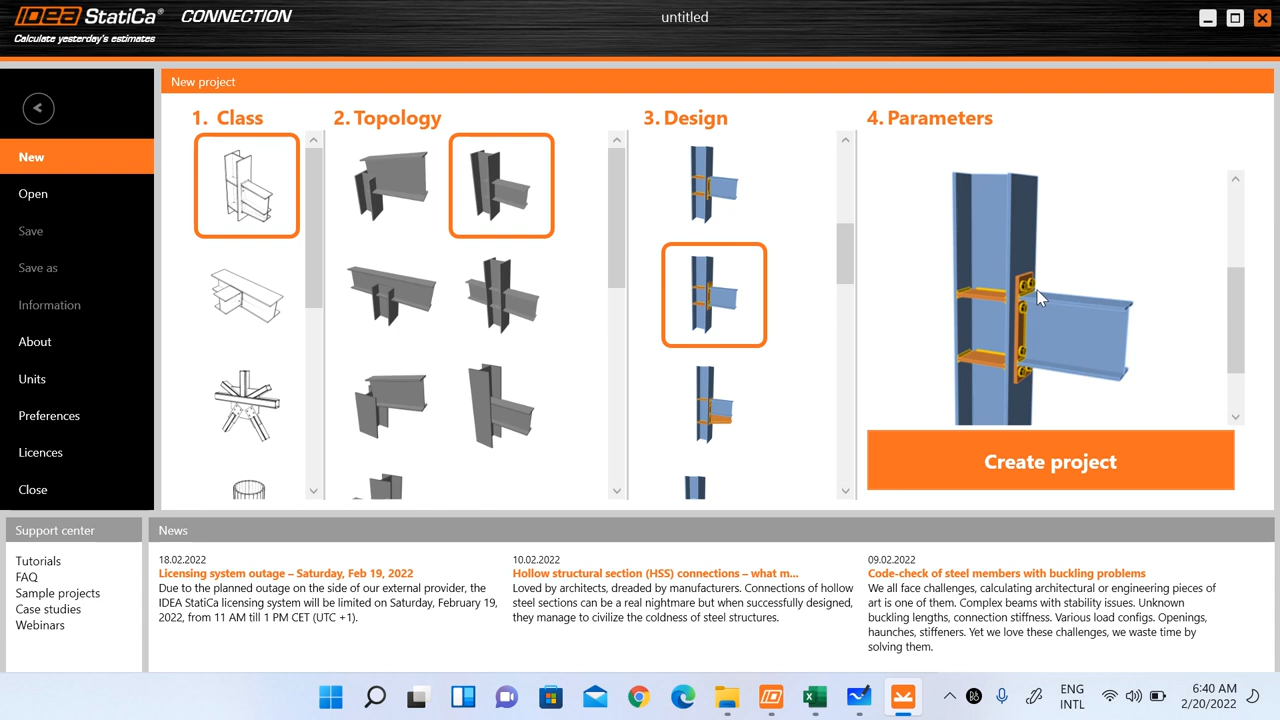 IDEA StatiCa® CONNECTION
Calculate yesterday's estimates
untitled
New project
1. Class
2. Topology
3. Design
4. Parameters
<
New
Open
Save
Save as
Information
About
Units
Preferences
Licences
Close
Create project
Support center
Tutorials
FAQ
Sample projects
Case studies
Webinars
News
18.02.2022
Licensing system outage – Saturday, Feb 19, 2022
Due to the planned outage on the side of our external provider, the
IDEA StatiCa licensing system will be limited on Saturday, February 19,
2022, from 11 AM till 1 PM CET (UTC +1).
10.02.2022
Hollow structural section (HSS) connections – what m...
Loved by architects, dreaded by manufacturers. Connections of hollow
steel sections can be a real nightmare but when successfully designed,
they manage to civilize the coldness of steel structures.
09.02.2022
Code-check of steel members with buckling problems
We all face challenges, calculating architectural or engineering pieces of
art is one of them. Complex beams with stability issues. Unknown
buckling lengths, connection stiffness. Various load configs. Openings,
haunches, stiffeners. Yet we love these challenges, we waste time by
solving them.
ENG
INTL
6:40 AM
2/20/2022